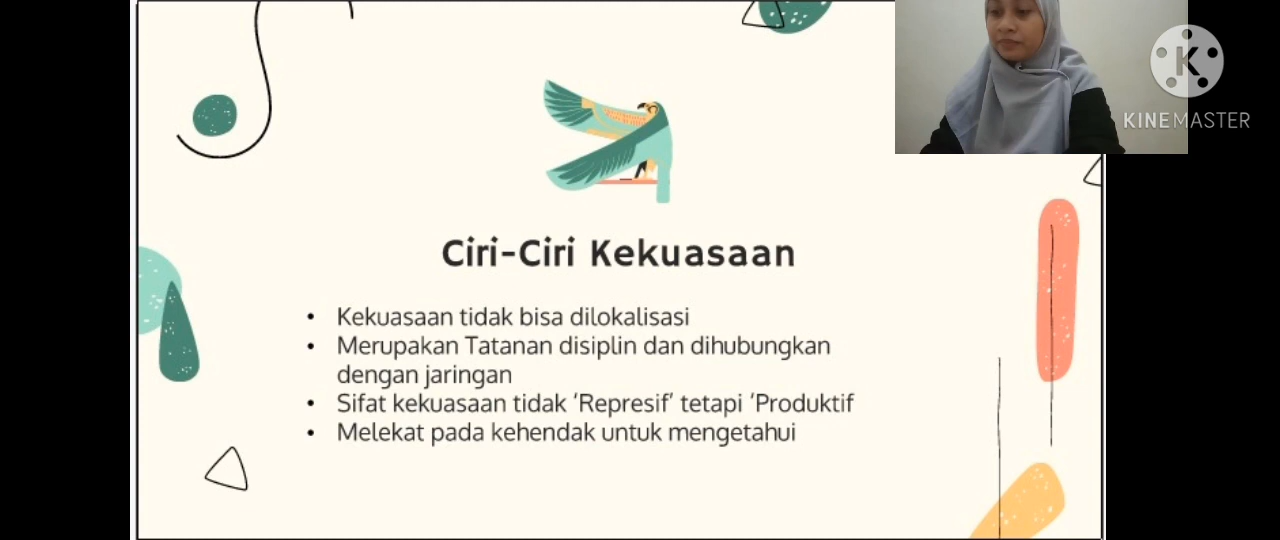 K
KINEMASTER
Ciri-Ciri Kekuasaan
• Kekuasaan tidak bisa dilokalisasi
• Merupakan Tatanan disiplin dan dihubungkan
dengan jaringan
• Sifat kekuasaan tidak ‘Represif’ tetapi ‘Produktif
• Melekat pada kehendak untuk mengetahui